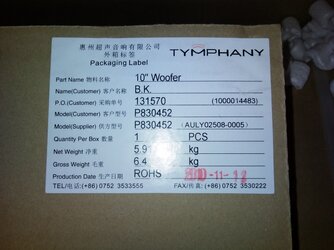 惠州超声音响有限公司
TYMPHANY
外箱标签
Packaging Label
Part Name 物料名称 10" Woofer
Name(Customer) 客户名称 B.K.
P.O.(Customer) 采购单号 131570 (1000014483)
Model(Customer) 客户型号 P830452
Model(Supplier) 供方型号 P830452 (AULY02508-0005)
Quantity Per Box 数量 1 PCS
Net Weight 净重 5.9 kg
Gross Weight 毛重 6.4 kg
Production Date 生产日期 ROHS -11-12
TEL/电话:(+86) 0752 3533555 FAX/传真: (+86) 0752 3530222